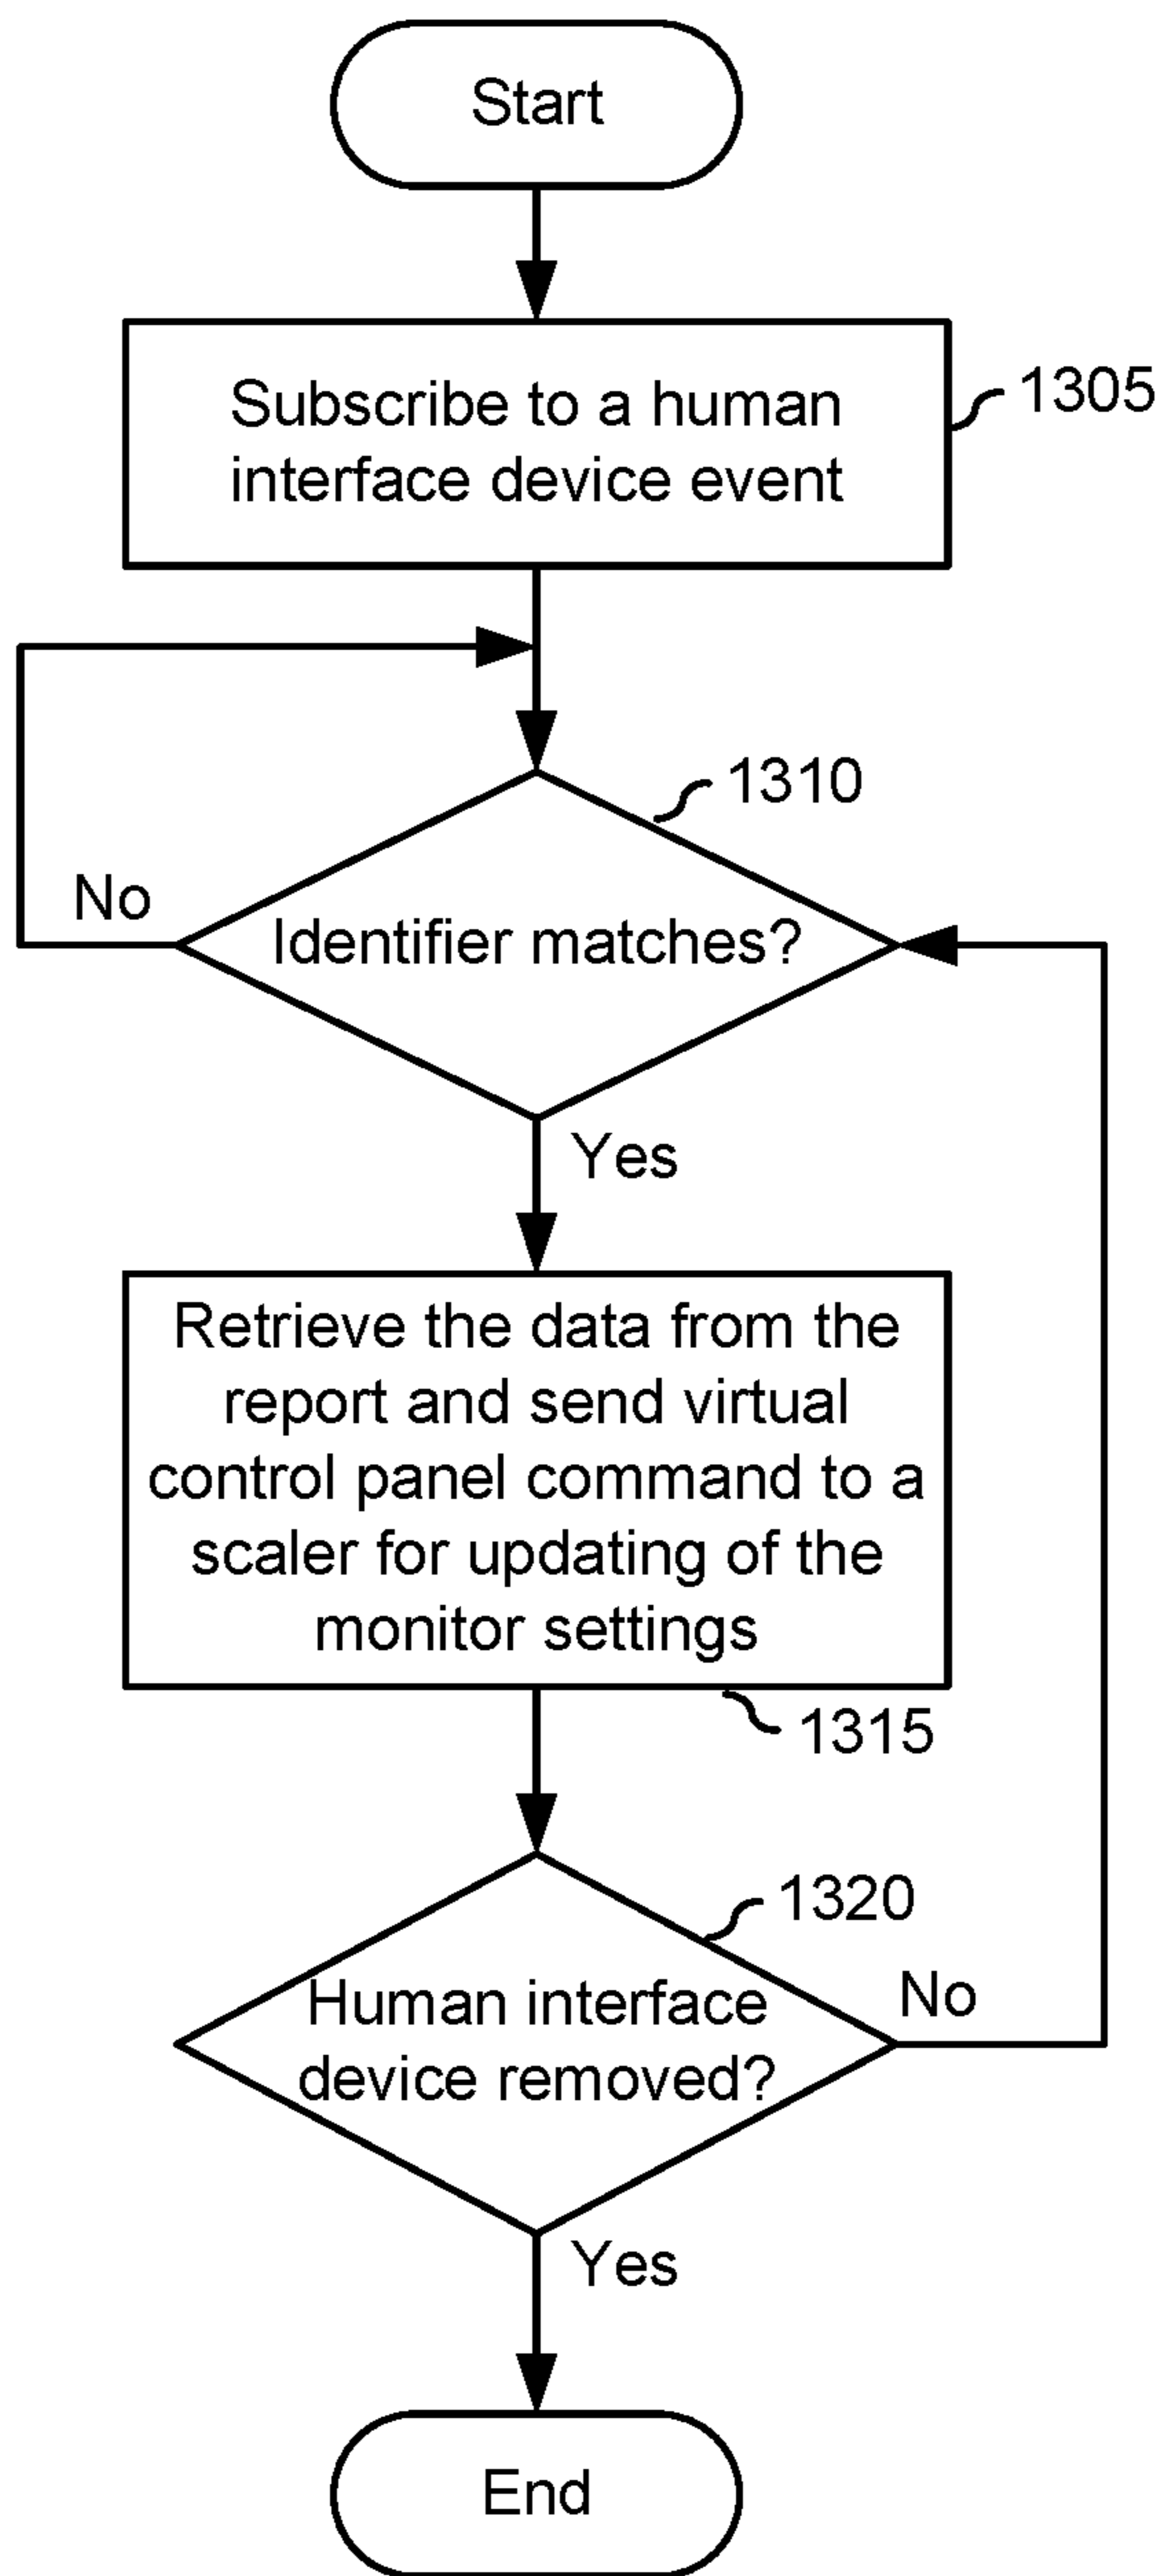 Start
Subscribe to a human
interface device event
1305
1310
No
Identifier matches?
Yes
Retrieve the data from the
report and send virtual
control panel command to a
scaler for updating of the
monitor settings
1315
1320
Human interface
device removed?
No
Yes
End